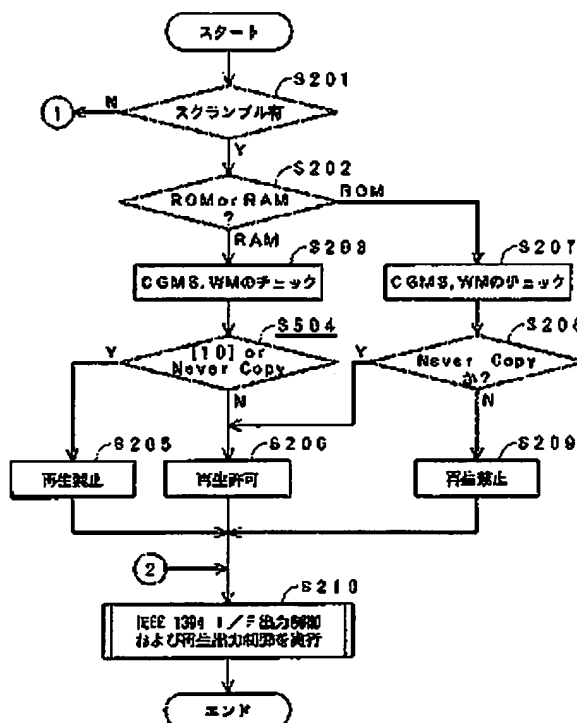 スタート
S201
スクランブル有
N
1
Y
S202
ROM or RAM
?
ROM
RAM
S203
CGMS, WMのチェック
S207
CGMS, WMのチェック
S504
[10] or
Never Copy
Y
N
S208
Never Copy
か?
Y
N
S205
再生禁止
S206
再生許可
S209
再生禁止
2
S210
IEEE 1394 I/F出力制御
および再生出力制御を実行
エンド